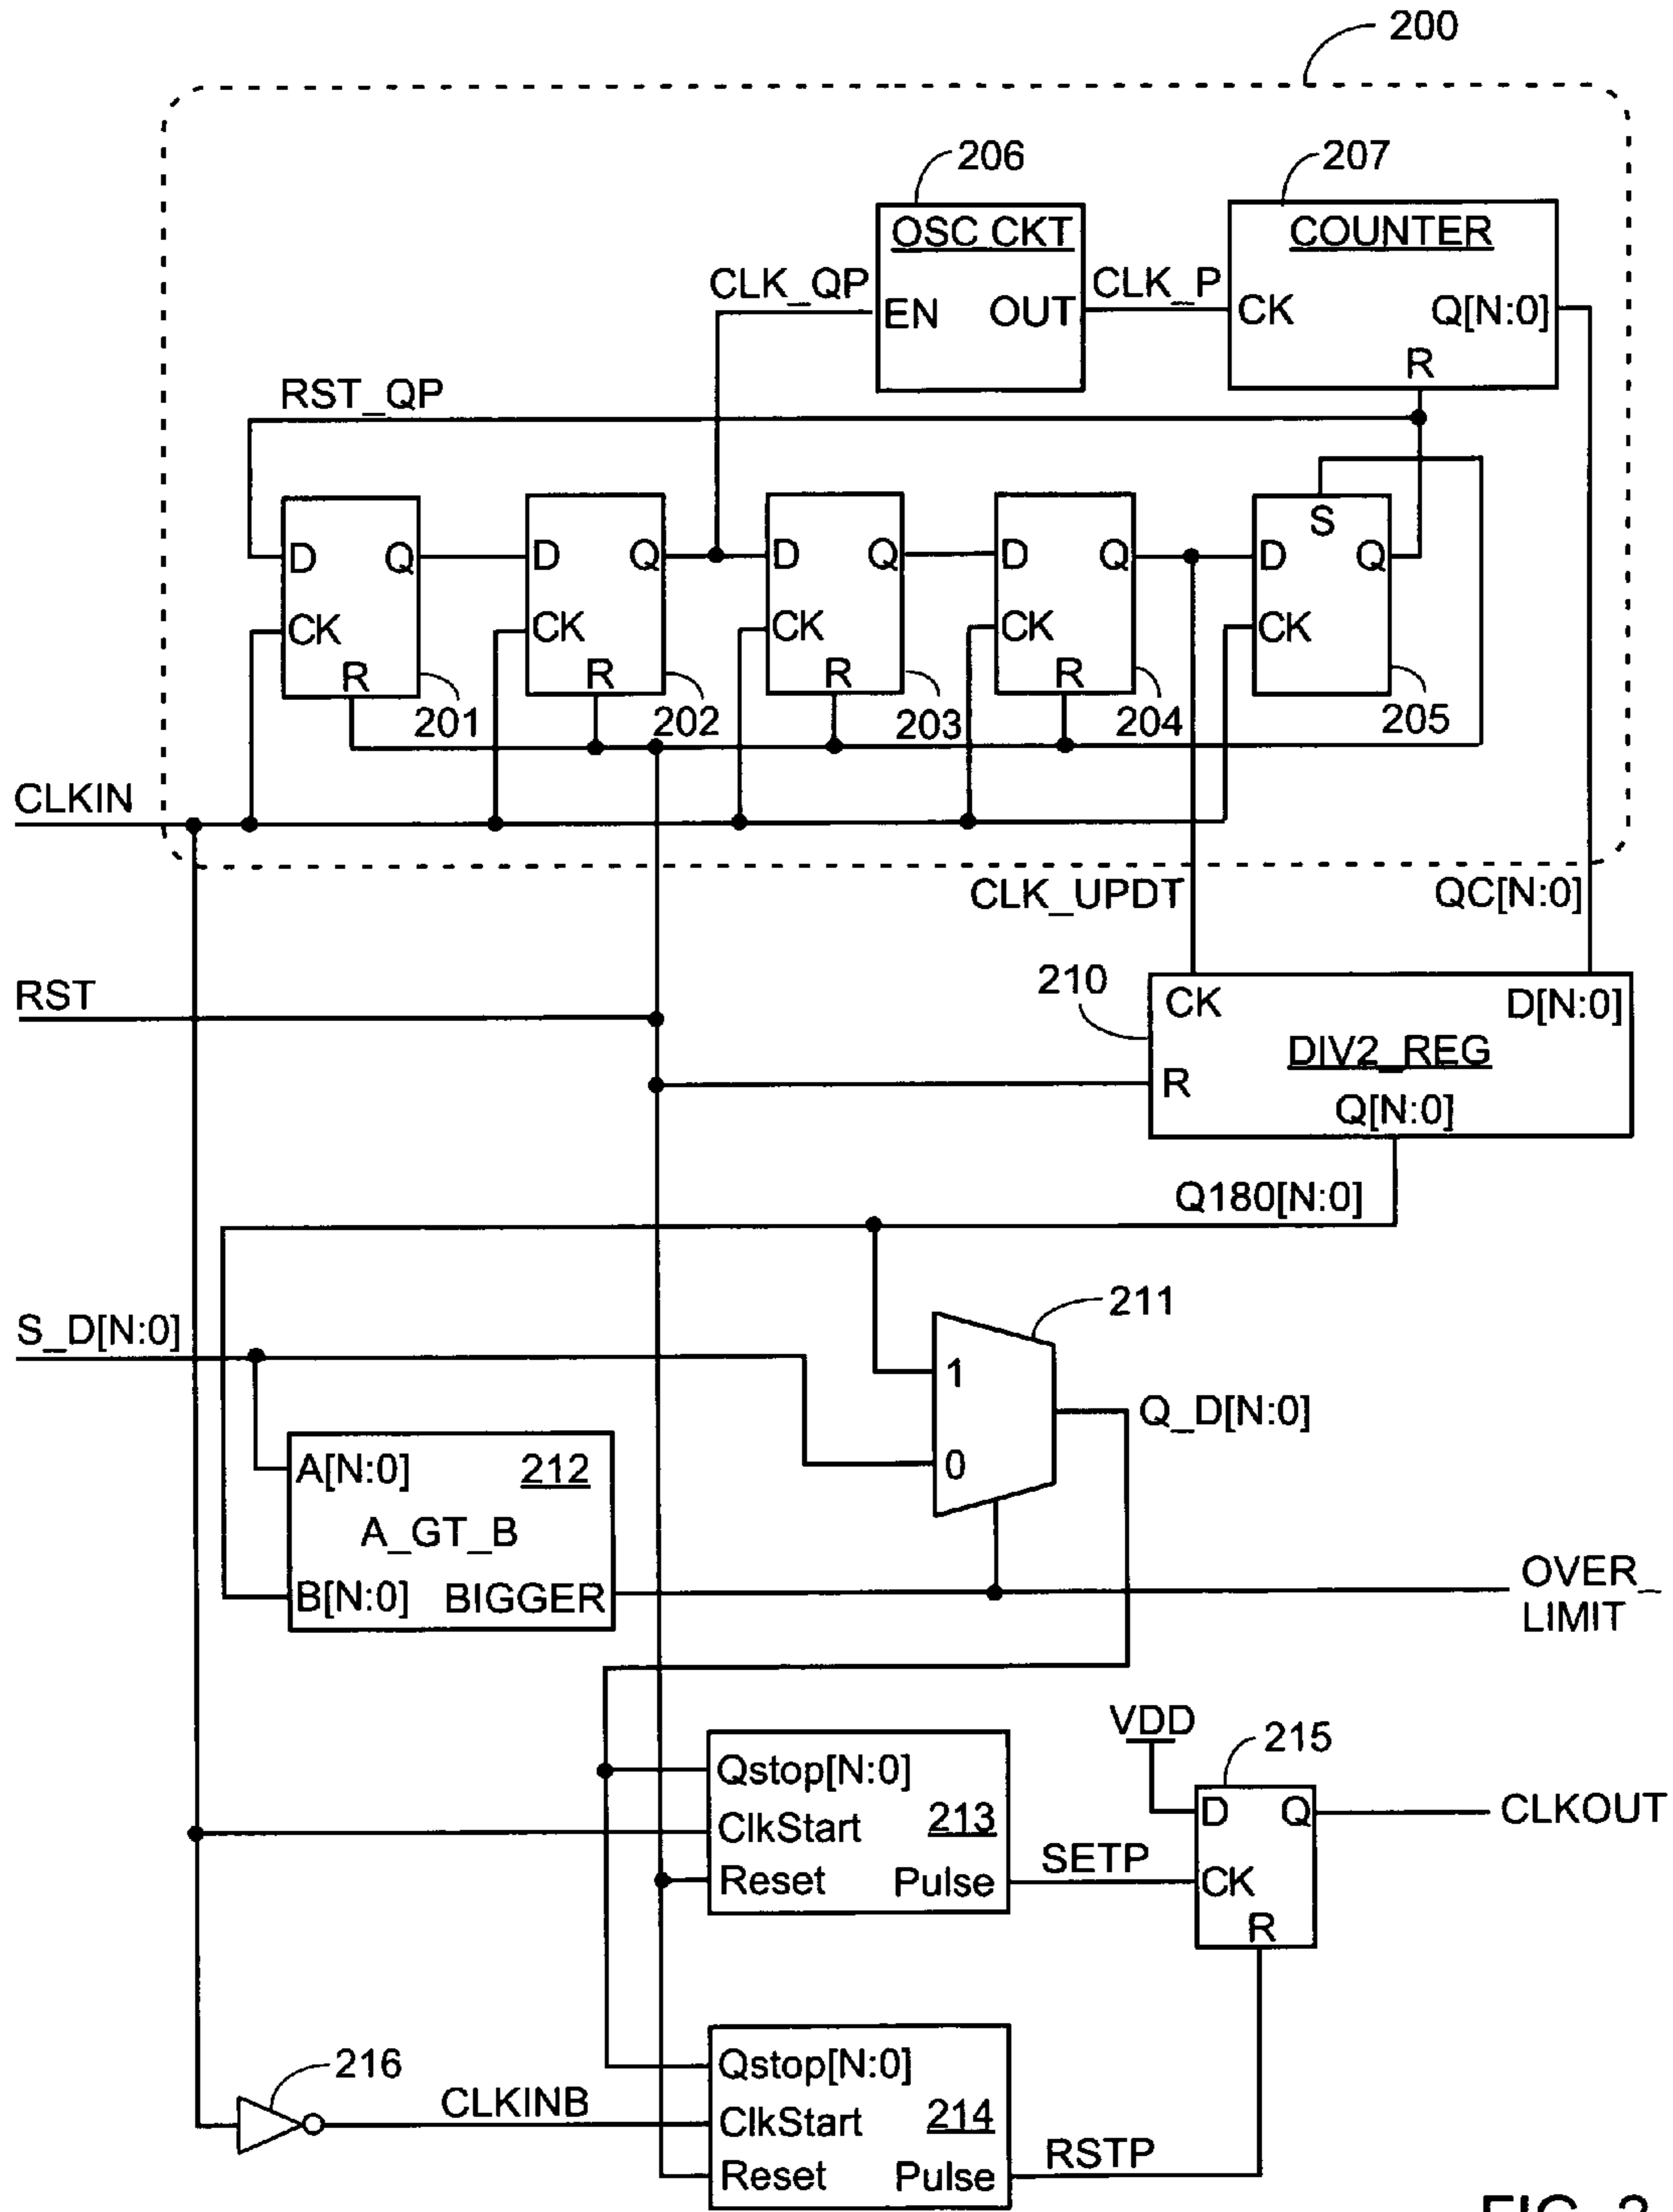 200
206
207
OSC CKT
COUNTER
CLK_QP
CLK_P
EN
OUT
CK
Q[N:0]
R
RST_QP
S
D
Q
D
Q
D
Q
D
Q
D
Q
CK
CK
CK
CK
CK
R
R
R
R
201
202
203
204
205
CLKIN
CLK_UPDT
QC[N:0]
RST
210
CK
D[N:0]
DIV2_REG
R
Q[N:0]
Q180[N:0]
S_D[N:0]
211
1
Q_D[N:0]
0
A[N:0]
212
A_GT_B
B[N:0]
BIGGER
OVER_
LIMIT
VDD
215
Qstop[N:0]
ClkStart
213
Reset
Pulse
SETP
D
Q
CLKOUT
CK
R
216
CLKINB
Qstop[N:0]
ClkStart
214
Reset
Pulse
RSTP